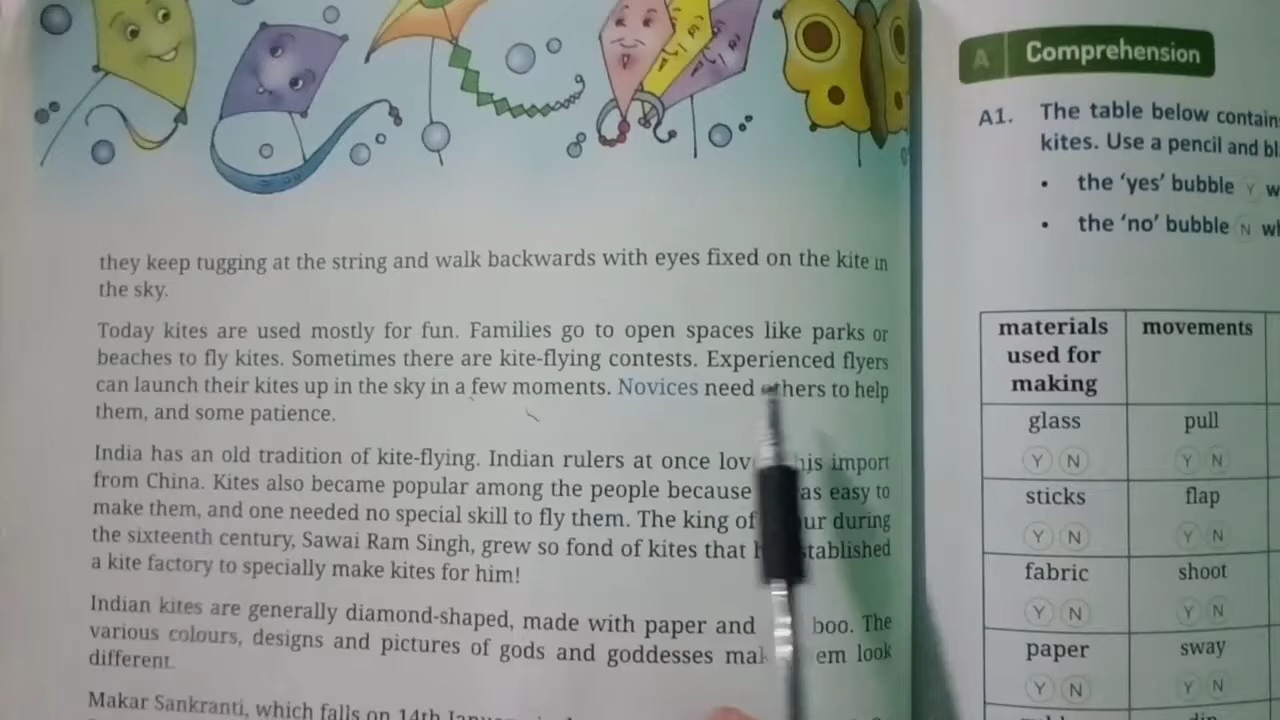 they keep tugging at the string and walk backwards with eyes fixed on the kite in
the sky.
Today kites are used mostly for fun. Families go to open spaces like parks or
beaches to fly kites. Sometimes there are kite-flying contests. Experienced flyers
can launch their kites up in the sky in a few moments. Novices need others to help
them, and some patience.
India has an old tradition of kite-flying. Indian rulers at once this import
from China. Kites also became popular among the people because as easy to
make them, and one needed no special skill to fly them. The king of during
the sixteenth century, Sawai Ram Singh, grew so fond of kites that established
a kite factory to specially make kites for him!
Indian kites are generally diamond-shaped, made with paper and boo. The
various colours, designs and pictures of gods and goddesses look
different.
Makar Sankranti, which falls on 14th
A Comprehension
A1. The table below contain
kites. Use a pencil and bl
• the 'yes' bubble Y w
• the 'no' bubble N wh
materials used for making movements
glass pull
Y N Y N
sticks flap
Y N Y N
fabric shoot
Y N Y N
paper sway
Y N Y N
dip